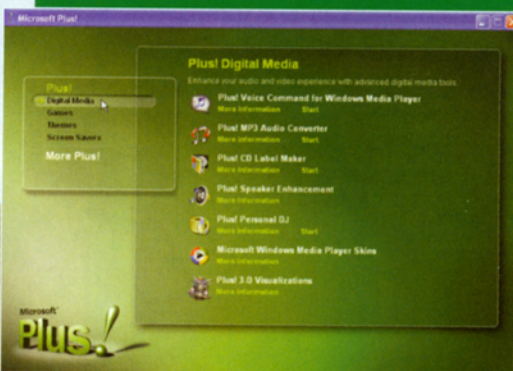 Microsoft Plus!
Plus!
Digital Media
Games
Themes
Screen Savers
More Plus!
Plus! Digital Media
Enhance your audio and video experience with advanced digital media tools.
Plus! Voice Command for Windows Media Player
More Information Start
Plus! MP3 Audio Converter
More Information Start
Plus! CD Label Maker
More Information Start
Plus! Speaker Enhancement
More Information
Plus! Personal DJ
More Information Start
Microsoft Windows Media Player Skins
More Information
Plus! 3.0 Visualizations
More Information
Microsoft
Plus!